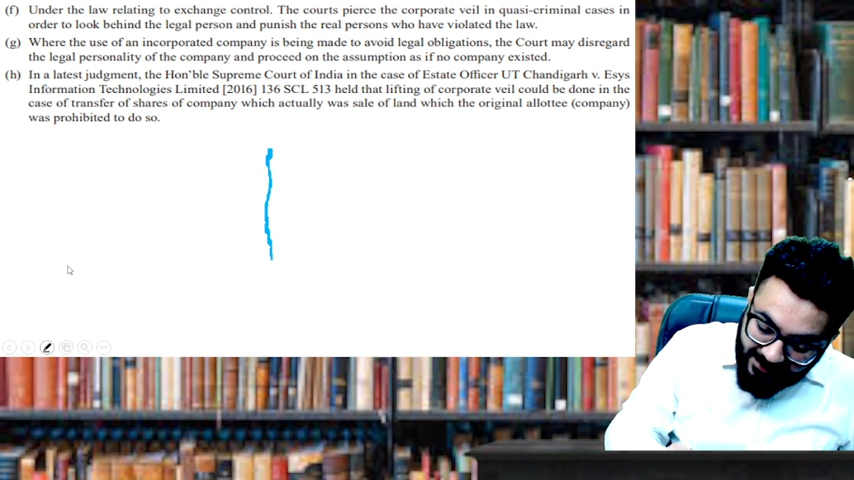 (f) Under the law relating to exchange control. The courts pierce the corporate veil in quasi-criminal cases in
order to look behind the legal person and punish the real persons who have violated the law.
(g) Where the use of an incorporated company is being made to avoid legal obligations, the Court may disregard
the legal personality of the company and proceed on the assumption as if no company existed.
(h) In a latest judgment, the Hon'ble Supreme Court of India in the case of Estate Officer UT Chandigarh v. Esys
Information Technologies Limited [2016] 136 SCL 513 held that lifting of corporate veil could be done in the
case of transfer of shares of company which actually was sale of land which the original allottee (company)
was prohibited to do so.